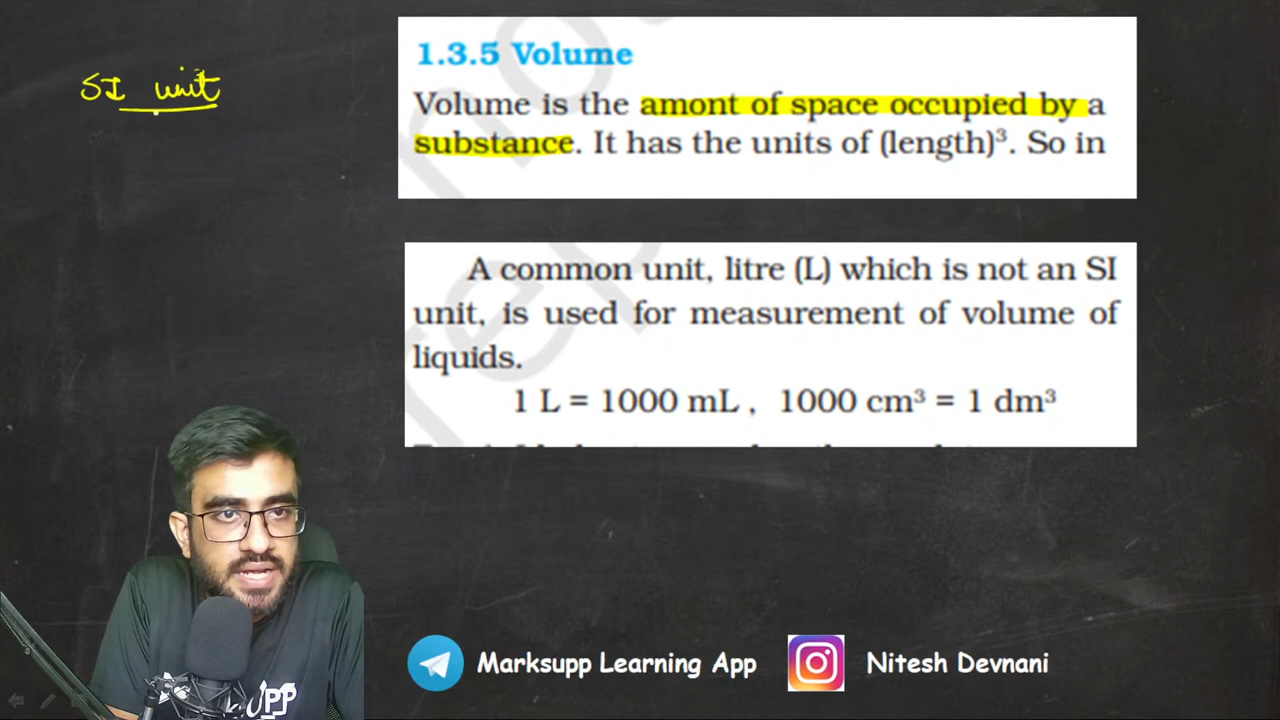 SI unit
1.3.5 Volume
Volume is the amont of space occupied by a
substance. It has the units of (length)³. So in
A common unit, litre (L) which is not an SI
unit, is used for measurement of volume of
liquids.
1 L = 1000 mL , 1000 cm³ = 1 dm³
Marksupp Learning App
Nitesh Devnani